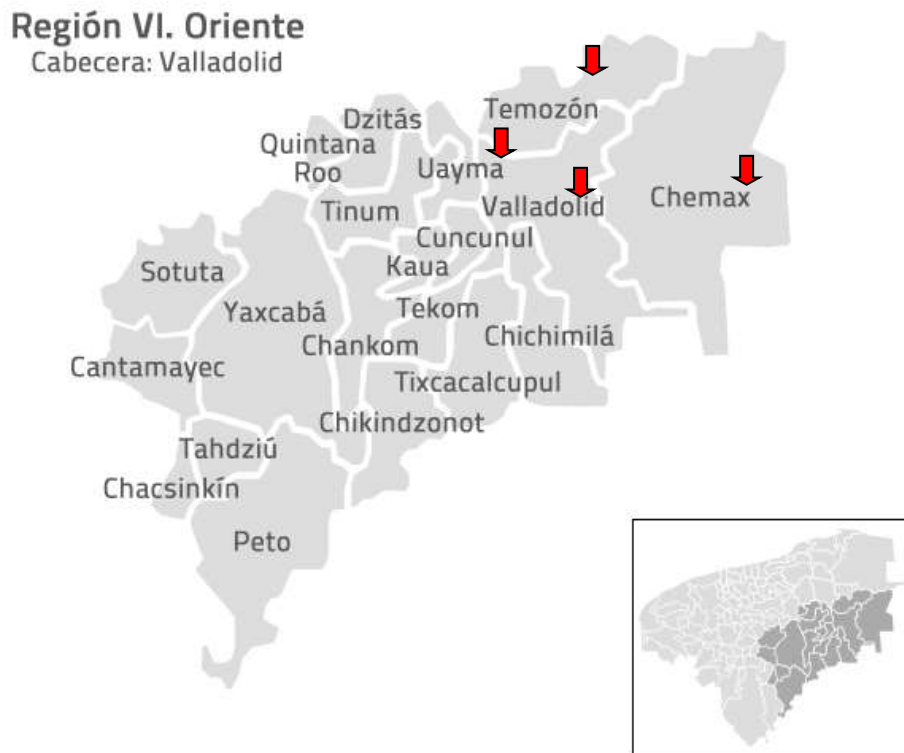 Región VI. Oriente
Cabecera: Valladolid
Temozón
Dzitás
Quintana
Roo
Uayma
Valladolid
Chemax
Tinum
Cuncunul
Sotuta
Kaua
Yaxcabá
Tekom
Chankom
Chichimilá
Cantamayec
Tixcacalcupul
Chikindzonot
Tahdziú
Chacsinkín
Peto